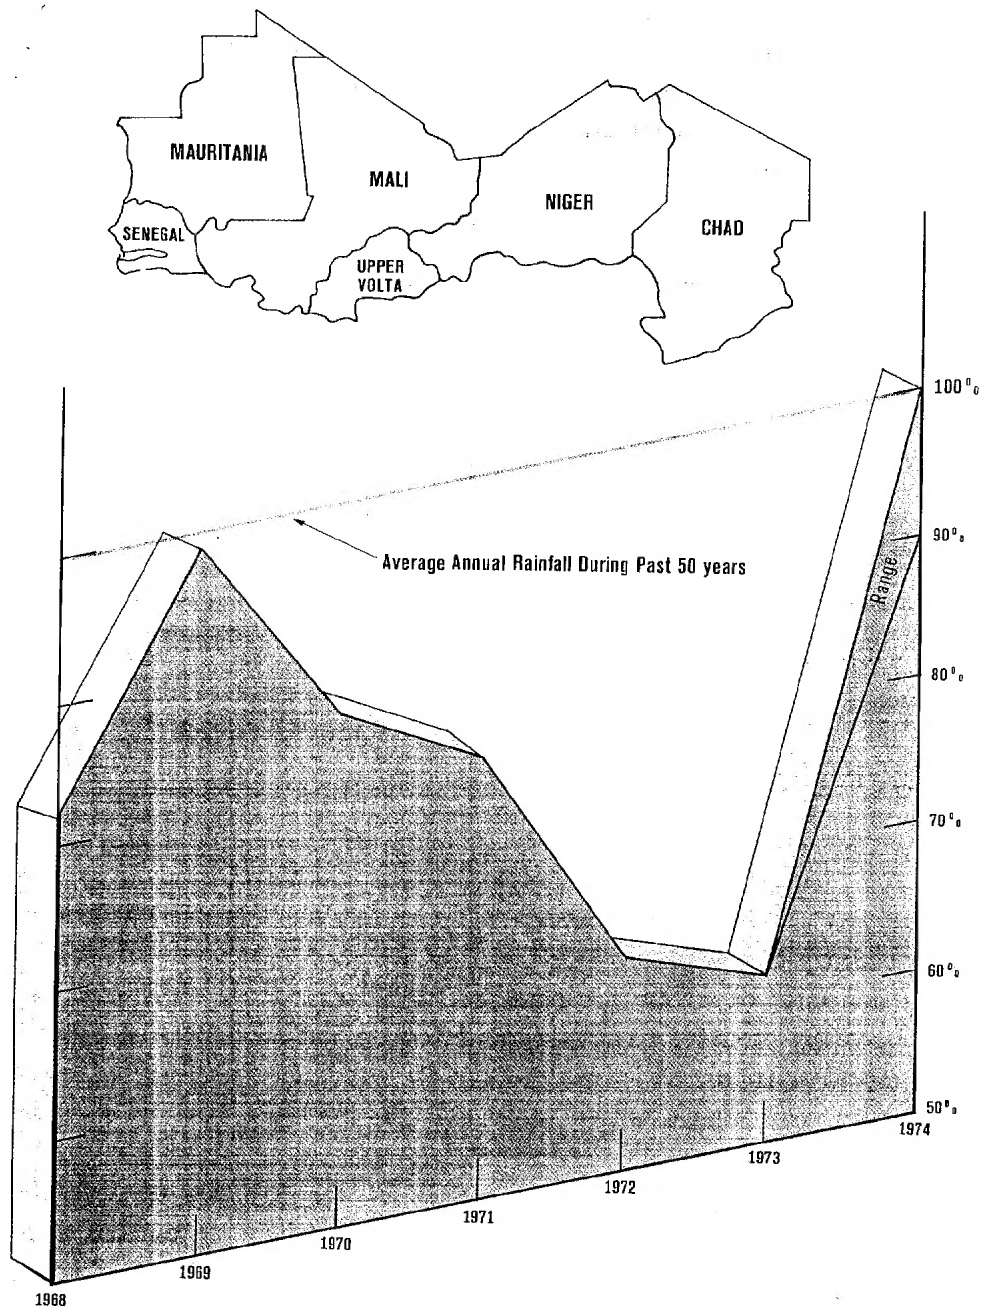 MAURITANIA
MALI
NIGER
SENEGAL
CHAD
UPPER
VOLTA
100%
Average Annual Rainfall During Past 50 years
90%
Range
80%
70%
60%
50%
1974
1973
1972
1971
1970
1969
1968